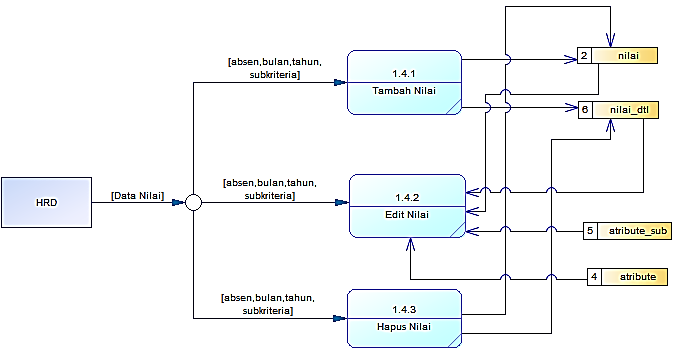 [absen,bulan,tahun,
subkriteria]
1.4.1
Tambah Nilai
2 nilai
6 nilai_dtl
HRD
[Data Nilai]
[absen,bulan,tahun,
subkriteria]
1.4.2
Edit Nilai
5 atribute_sub
4 atribute
[absen,bulan,tahun,
subkriteria]
1.4.3
Hapus Nilai